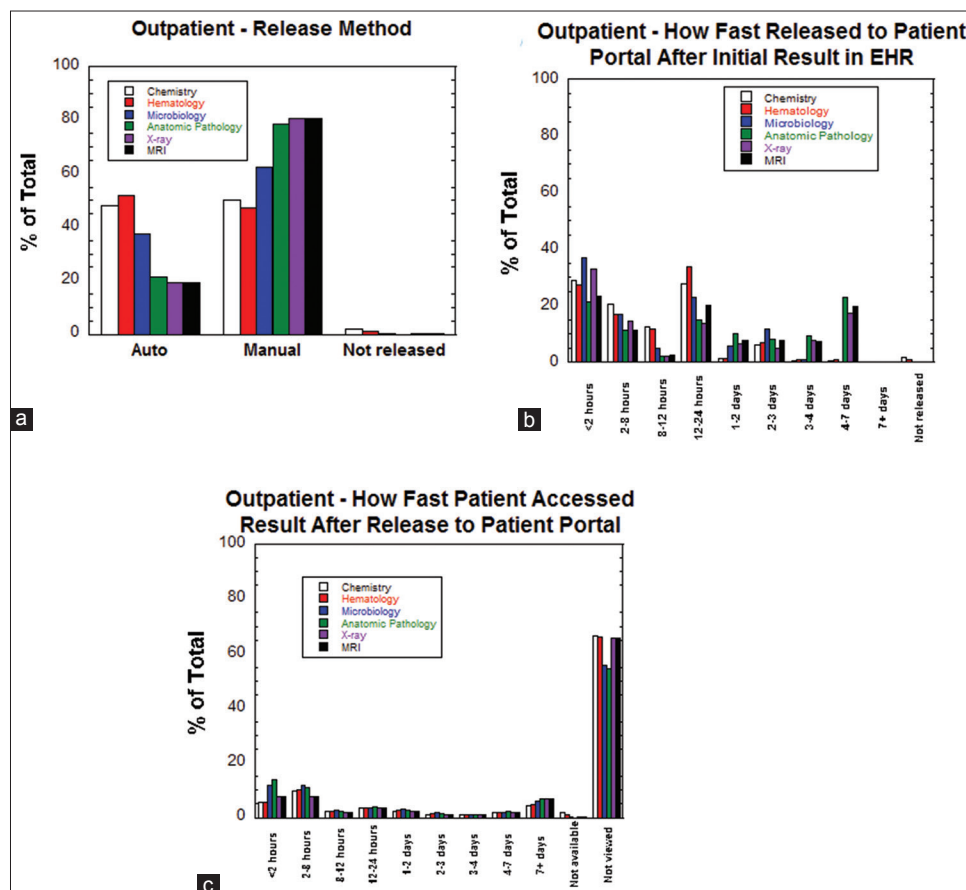 Outpatient - Release Method
% of Total
100
80
60
40
20
0
Chemistry
Hematology
Microbiology
Anatomic Pathology
X-ray
MRI
Auto Manual Not released
a
Outpatient - How Fast Released to Patient
Portal After Initial Result in EHR
% of Total
100
80
60
40
20
0
Chemistry
Hematology
Microbiology
Anatomic Pathology
X-ray
MRI
<2 hours
2-8 hours
8-12 hours
12-24 hours
1-2 days
2-3 days
3-4 days
4-7 days
7+ days
Not released
b
Outpatient - How Fast Patient Accessed
Result After Release to Patient Portal
% of Total
100
80
60
40
20
0
Chemistry
Hematology
Microbiology
Anatomic Pathology
X-ray
MRI
<2 hours
2-8 hours
8-12 hours
12-24 hours
1-2 days
2-3 days
3-4 days
4-7 days
7+ days
Not available
Not viewed
c